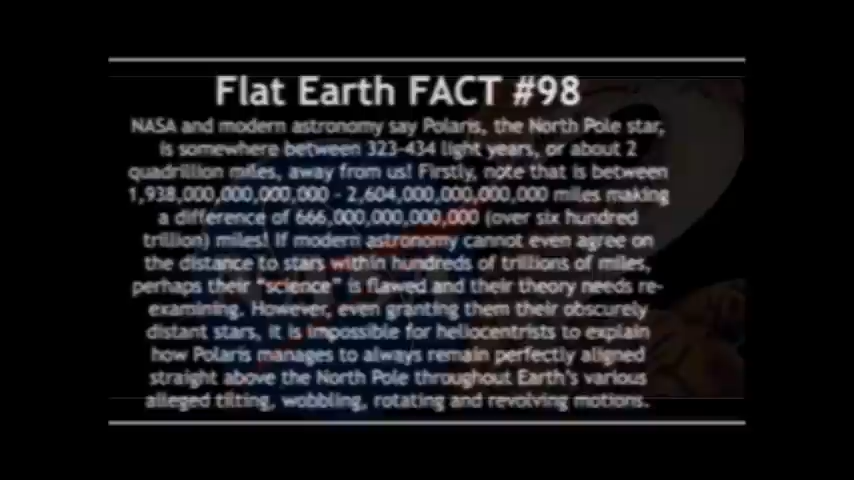 Flat Earth FACT #98
NASA and modern astronomy say Polaris, the North Pole star,
is somewhere between 323-434 light years, or about 2
quadrillion miles, away from us! Firstly, note that is between
1,938,000,000,000,000 - 2,604,000,000,000,000 miles making
a difference of 666,000,000,000,000 (over six hundred
trillion) miles! If modern astronomy cannot even agree on
the distance to stars within hundreds of trillions of miles,
perhaps their "science" is flawed and their theory needs re-
examining. However, even granting them their obscurely
distant stars, it is impossible for heliocentrists to explain
how Polaris manages to always remain perfectly aligned
straight above the North Pole throughout Earth's various
alleged tilting, wobbling, rotating and revolving motions.